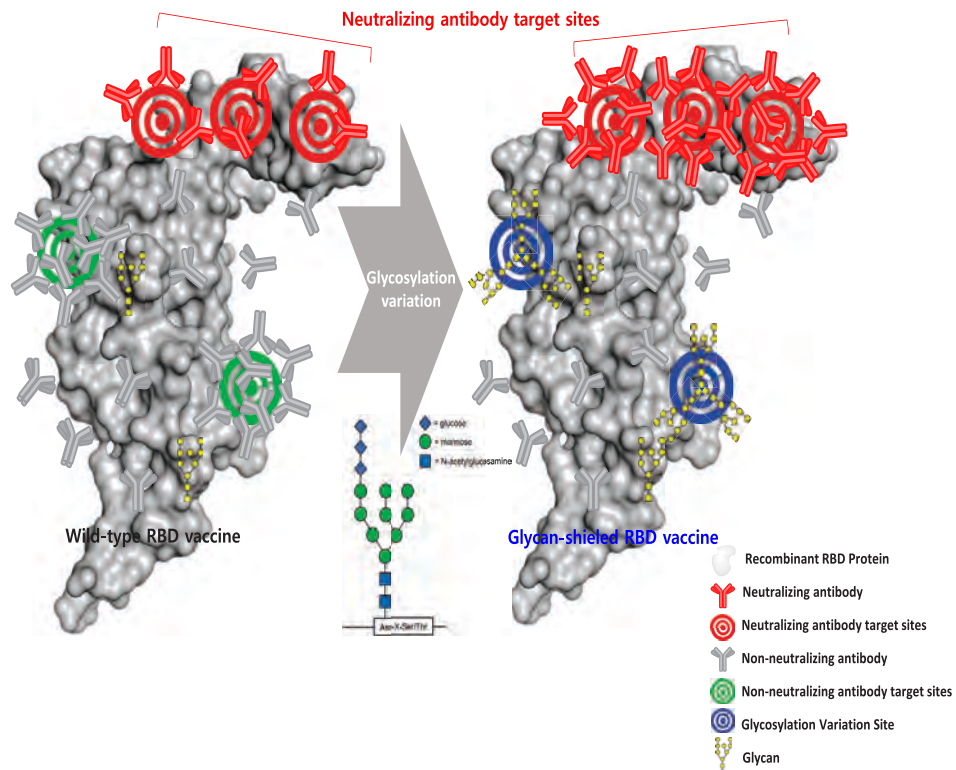 Neutralizing antibody target sites
Glycosylation
variation
= glucose
= mannose
= N-acetylglucosamine
Asn-X-Ser/Thr
Wild-type RBD vaccine
Glycan-shieled RBD vaccine
Recombinant RBD Protein
Neutralizing antibody
Neutralizing antibody target sites
Non-neutralizing antibody
Non-neutralizing antibody target sites
Glycosylation Variation Site
Glycan